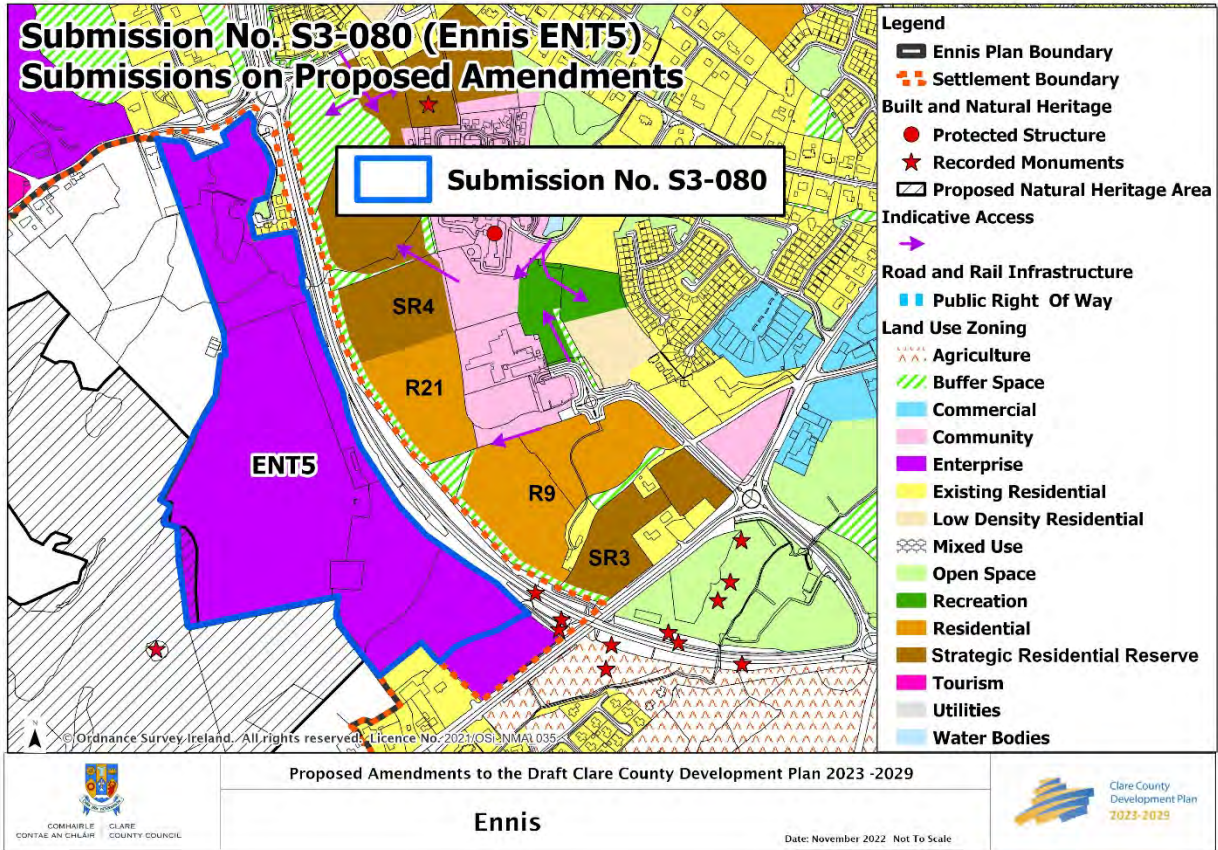 Submission No. S3-080 (Ennis ENT5)
Submissions on Proposed Amendments
Submission No. S3-080
SR4
R21
ENT5
R9
SR3
N
© Ordnance Survey Ireland. All rights reserved. Licence No. 2021/OSi_NMA_035
Legend
Ennis Plan Boundary
Settlement Boundary
Built and Natural Heritage
Protected Structure
Recorded Monuments
Proposed Natural Heritage Area
Indicative Access
Road and Rail Infrastructure
Public Right Of Way
Land Use Zoning
Agriculture
Buffer Space
Commercial
Community
Enterprise
Existing Residential
Low Density Residential
Mixed Use
Open Space
Recreation
Residential
Strategic Residential Reserve
Tourism
Utilities
Water Bodies
COMHAIRLE CONTAE AN CHLÁIR
CLARE COUNTY COUNCIL
Proposed Amendments to the Draft Clare County Development Plan 2023 -2029
Ennis
Date: November 2022 Not To Scale
Clare County
Development Plan
2023-2029